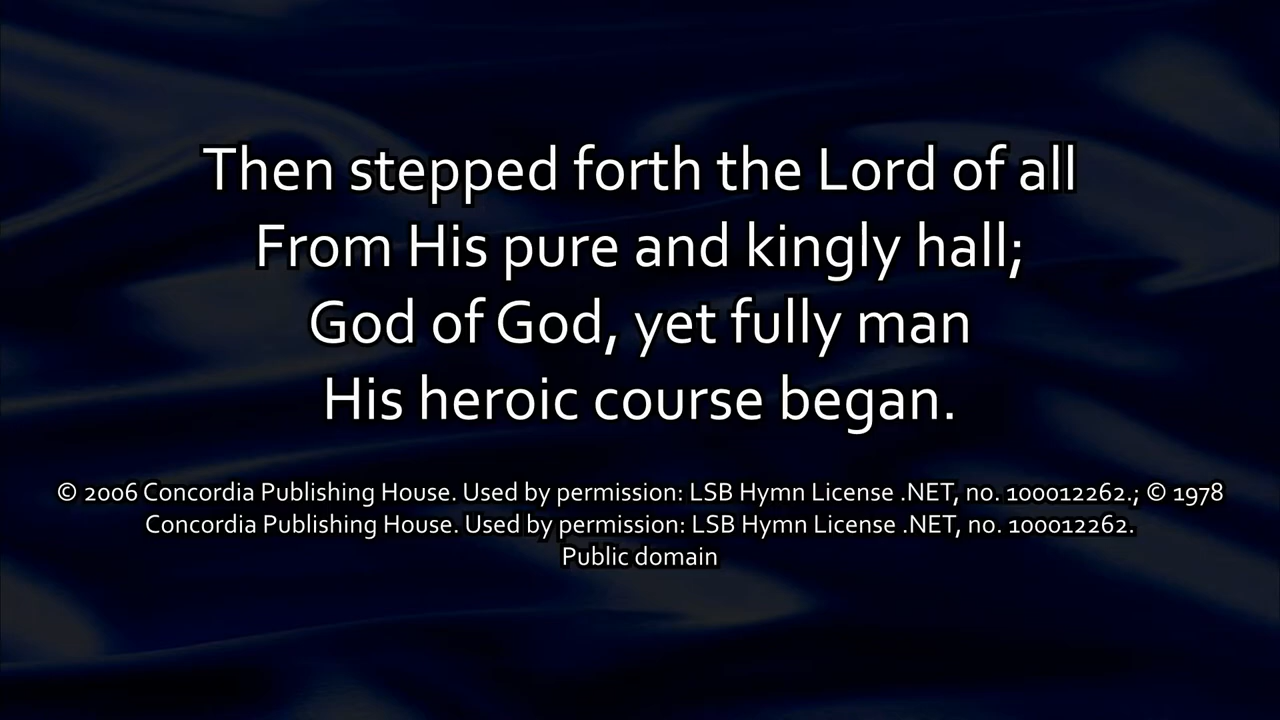 Then stepped forth the Lord of all
From His pure and kingly hall;
God of God, yet fully man
His heroic course began.
© 2006 Concordia Publishing House. Used by permission: LSB Hymn License .NET, no. 100012262.; © 1978
Concordia Publishing House. Used by permission: LSB Hymn License .NET, no. 100012262.
Public domain